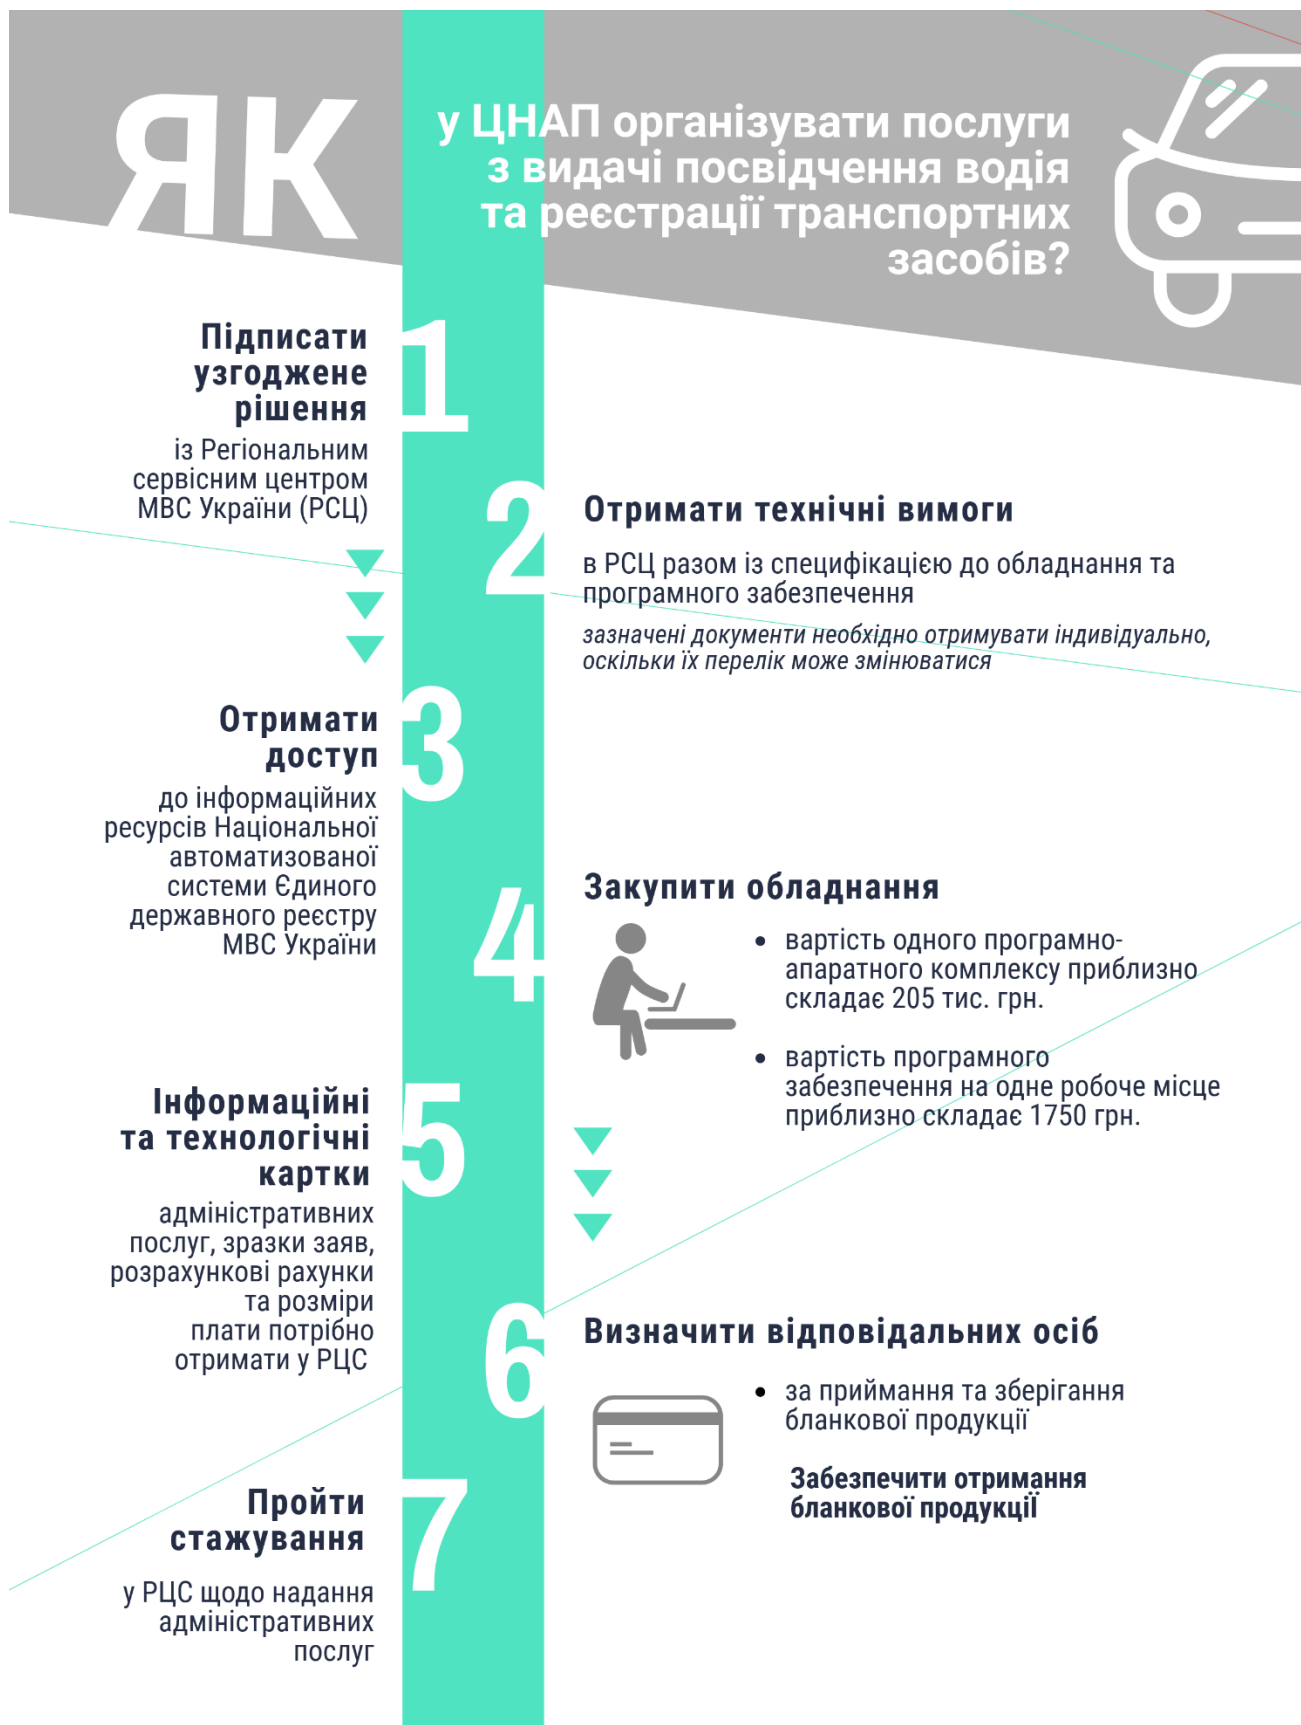 ЯК
у ЦНАП організувати послуги
з видачі посвідчення водія
та реєстрації транспортних
засобів?
1
Підписати
узгоджене
рішення
із Регіональним
сервісним центром
МВС України (РСЦ)
2
Отримати технічні вимоги
в РСЦ разом із специфікацією до обладнання та
програмного забезпечення
зазначені документи необхідно отримувати індивідуально,
оскільки їх перелік може змінюватися
3
Отримати
доступ
до інформаційних
ресурсів Національної
автоматизованої
системи Єдиного
державного реєстру
МВС України
4
Закупити обладнання
• вартість одного програмно-
апаратного комплексу приблизно
складає 205 тис. грн.
• вартість програмного
забезпечення на одне робоче місце
приблизно складає 1750 грн.
5
Інформаційні
та технологічні
картки
адміністративних
послуг, зразки заяв,
розрахункові рахунки
та розміри
плати потрібно
отримати у РЦС
6
Визначити відповідальних осіб
• за приймання та зберігання
бланкової продукції
Забезпечити отримання
бланкової продукціЇ
7
Пройти
стажування
у РЦС щодо надання
адміністративних
послуг